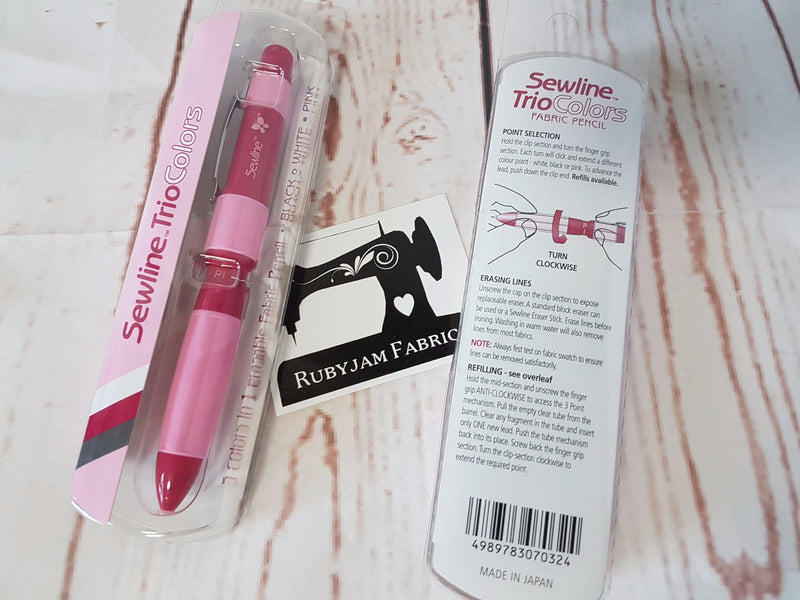 Sewline™ TrioColors
Sewline™
PI
BLACK • WHITE • PINK
3 Colors in 1 Erasable Fabric Pencil
RUBYJAM FABRIC
Sewline™
TrioColors
FABRIC PENCIL
POINT SELECTION
Hold the clip section and turn the finger grip
section. Each turn will click and extend a different
colour point - white, black or pink. To advance the
lead, push down the clip end. Refills available.
TURN
CLOCKWISE
ERASING LINES
Unscrew the cap on the clip section to expose
replaceable eraser. A standard block eraser can
be used or a Sewline Eraser Stick. Erase lines before
ironing. Washing in warm water will also remove
lines from most fabrics.
NOTE: Always first test on fabric swatch to ensure
lines can be removed satisfactorily.
REFILLING - see overleaf
Hold the mid-section and unscrew the finger
grip ANTI-CLOCKWISE to access the 3 Point
mechanism. Pull the empty clear tube from the
barrel. Clear any fragment in the tube and insert
only ONE new lead. Push the tube mechanism
back into its place. Screw back the finger grip
section. Turn the clip-section clockwise to
extend the required point.
4989783070324
MADE IN JAPAN